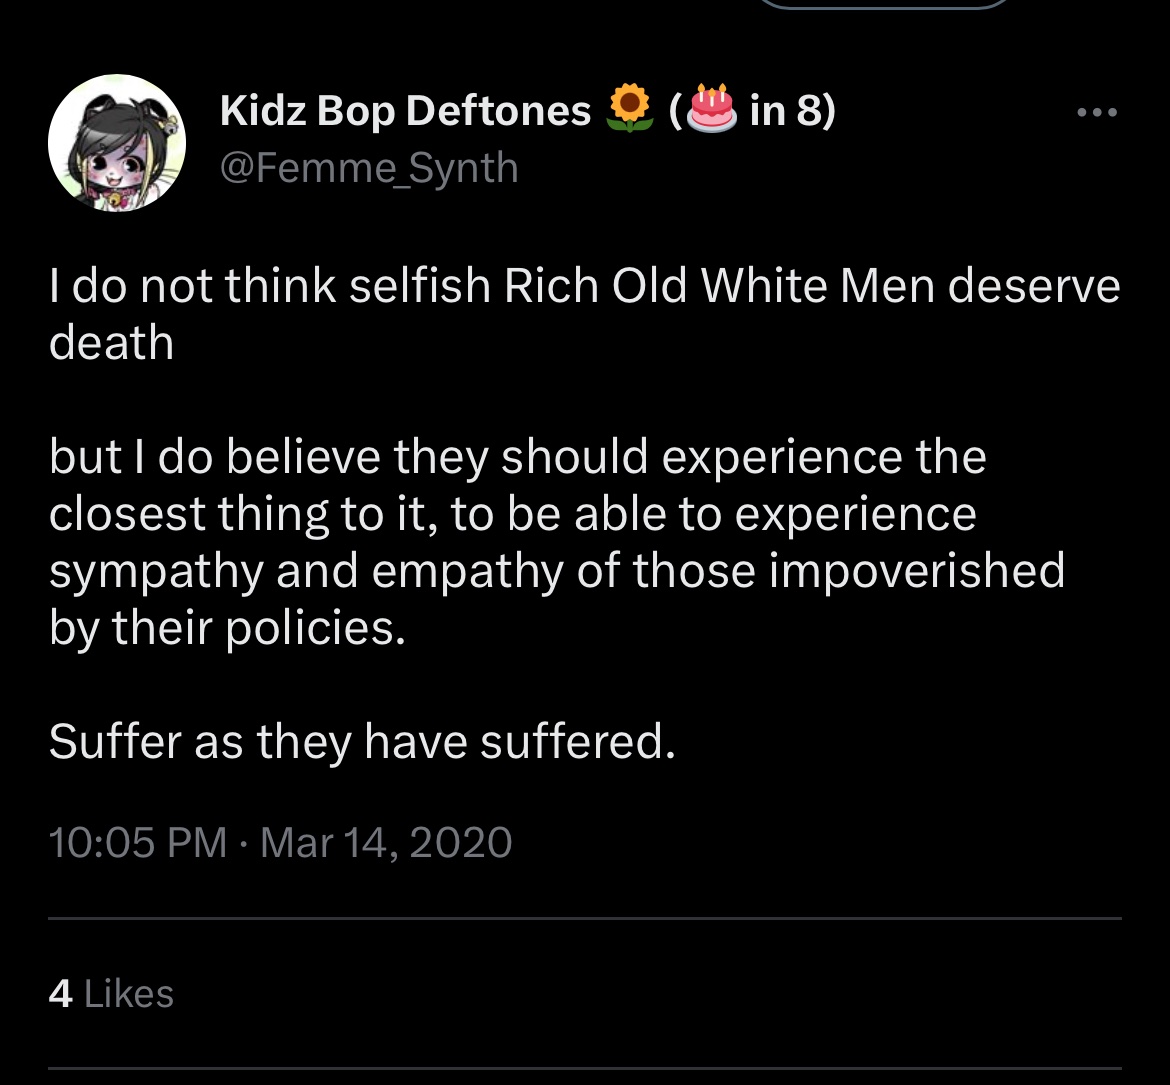 Kidz Bop Deftones 🌻 (🎂 in 8)
@Femme_Synth
I do not think selfish Rich Old White Men deserve
death
but I do believe they should experience the
closest thing to it, to be able to experience
sympathy and empathy of those impoverished
by their policies.
Suffer as they have suffered.
10:05 PM · Mar 14, 2020
4 Likes